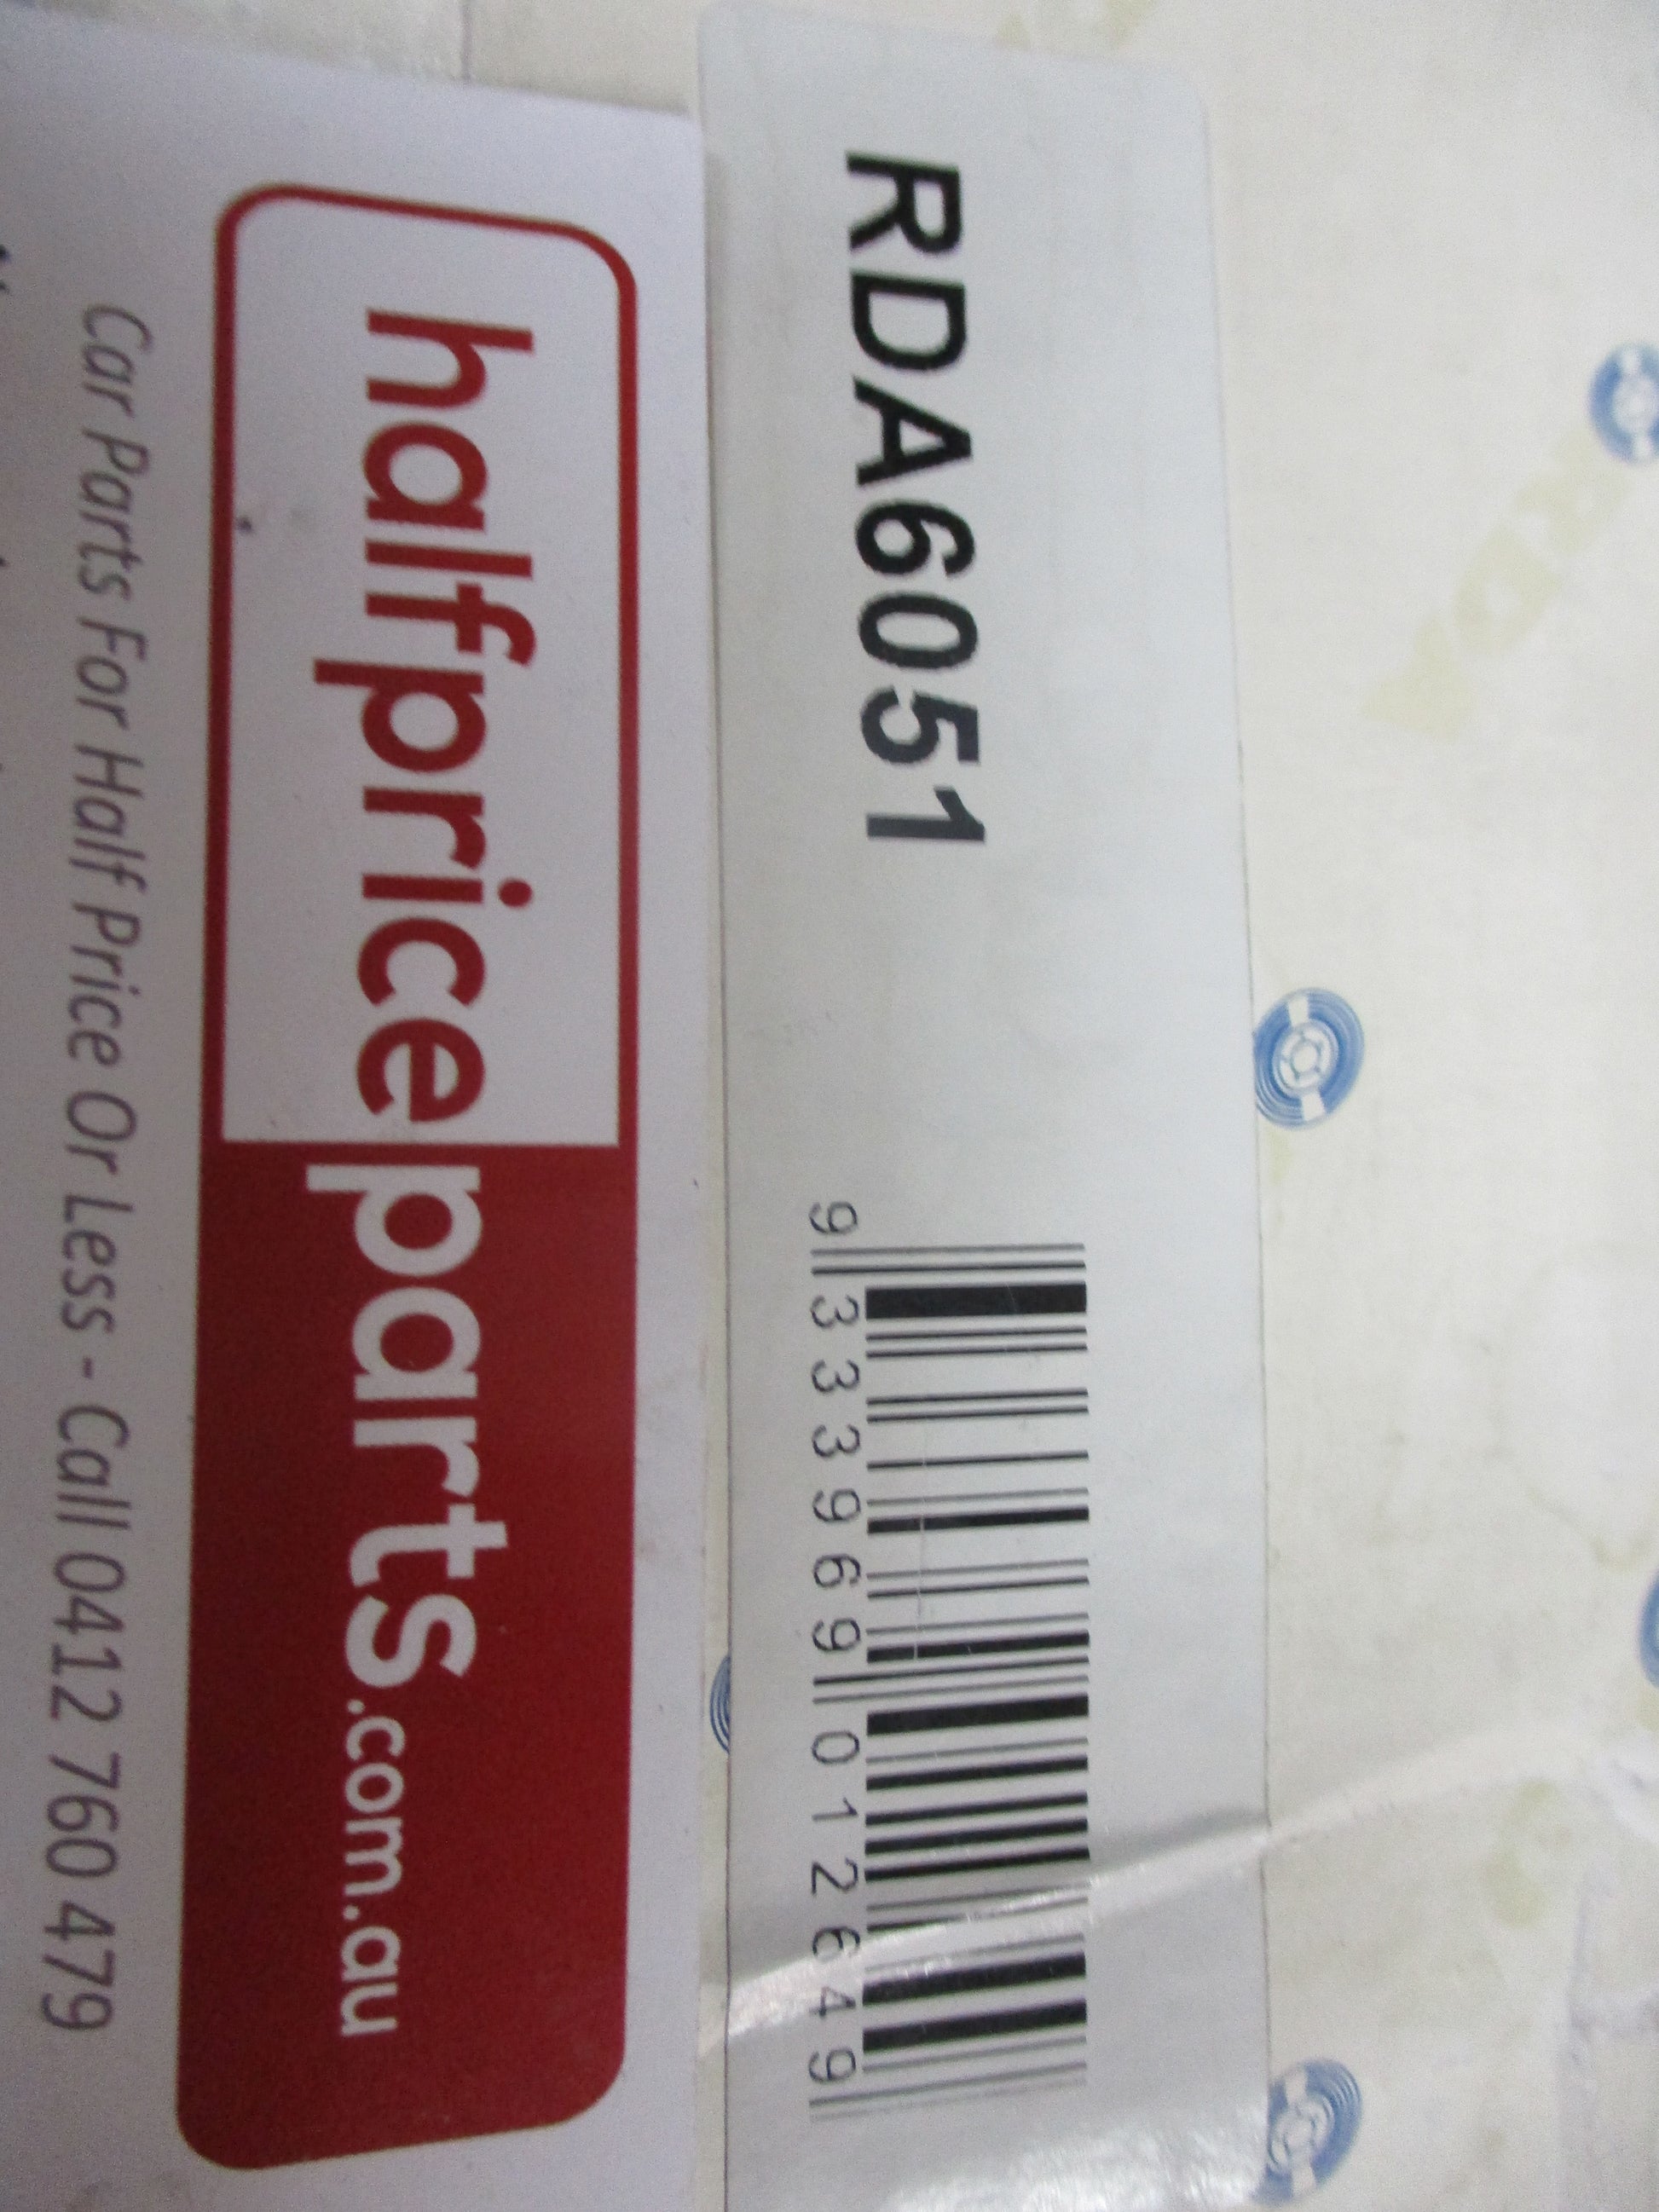 RDA6051
9 333969 012649
halfpriceparts.com.au
Car Parts For Half Price Or Less - Call 0412 760 479